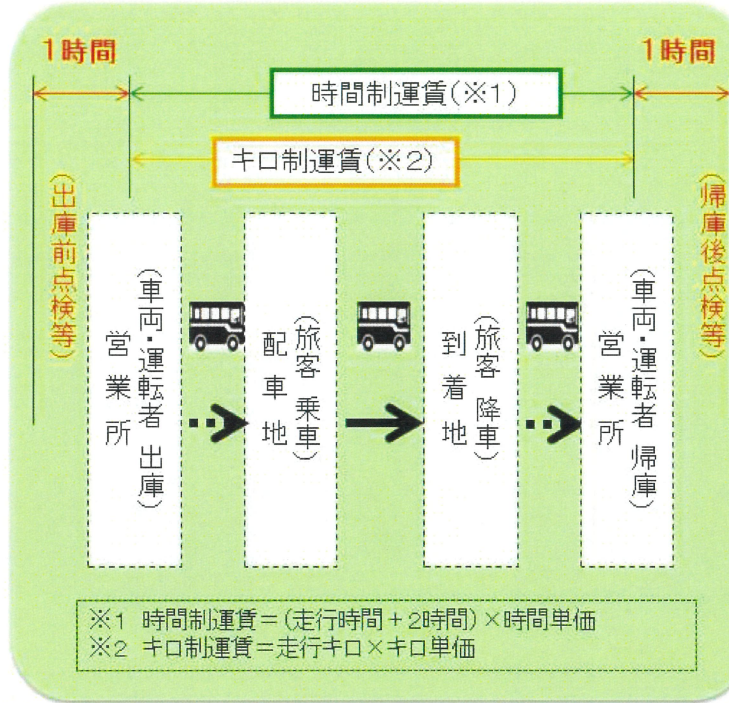 1時間
1時間
時間制運賃(※1)
キロ制運賃(※2)
(出庫前点検等)
営業所
(車両・運転者 出庫)
配車地
(旅客 乗車)
到着地
(旅客 降車)
営業所
(車両・運転者 帰庫)
(帰庫後点検等)
※1 時間制運賃=(走行時間+2時間)×時間単価
※2 キロ制運賃=走行キロ×キロ単価